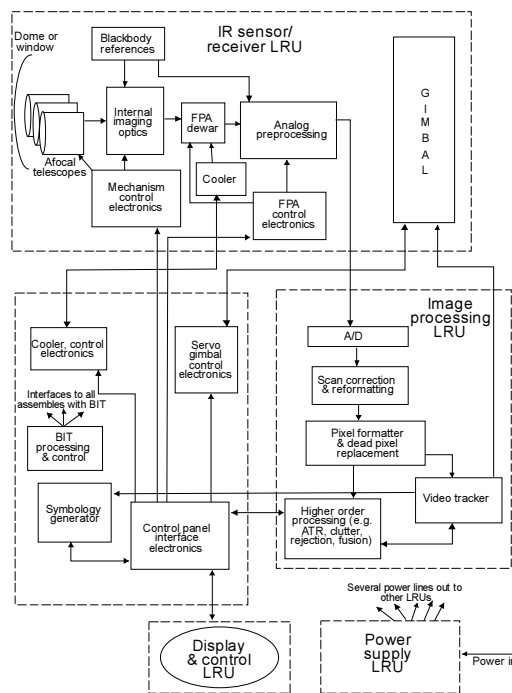 Dome or
window
Blackbody
references
IR sensor/
receiver LRU
Internal
imaging
optics
FPA
dewar
Analog
preprocessing
G
I
M
B
A
L
Afocal
telescopes
Mechanism
control
electronics
Cooler
FPA
control
electronics
Image
processing
LRU
Cooler, control
electronics
Servo
gimbal
control
electronics
A/D
Scan correction
& reformatting
Interfaces to all
assembles with BIT
BIT
processing
& control
Pixel formatter
& dead pixel
replacement
Symbology
generator
Control panel
interface
electronics
Higher order
processing (e.g.
ATR, clutter,
rejection, fusion)
Video tracker
Several power lines out to
other LRUs
Display
& control
LRU
Power
supply
LRU
Power in